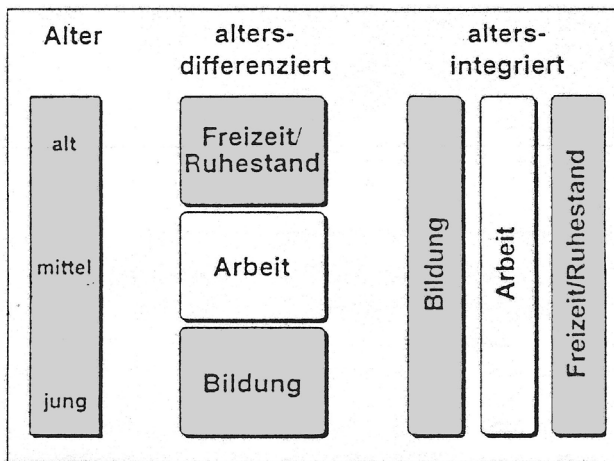 Alter
alters-
differenziert
alters-
integriert
alt
mittel
jung
Freizeit/
Ruhestand
Arbeit
Bildung
Bildung
Arbeit
Freizeit/Ruhestand